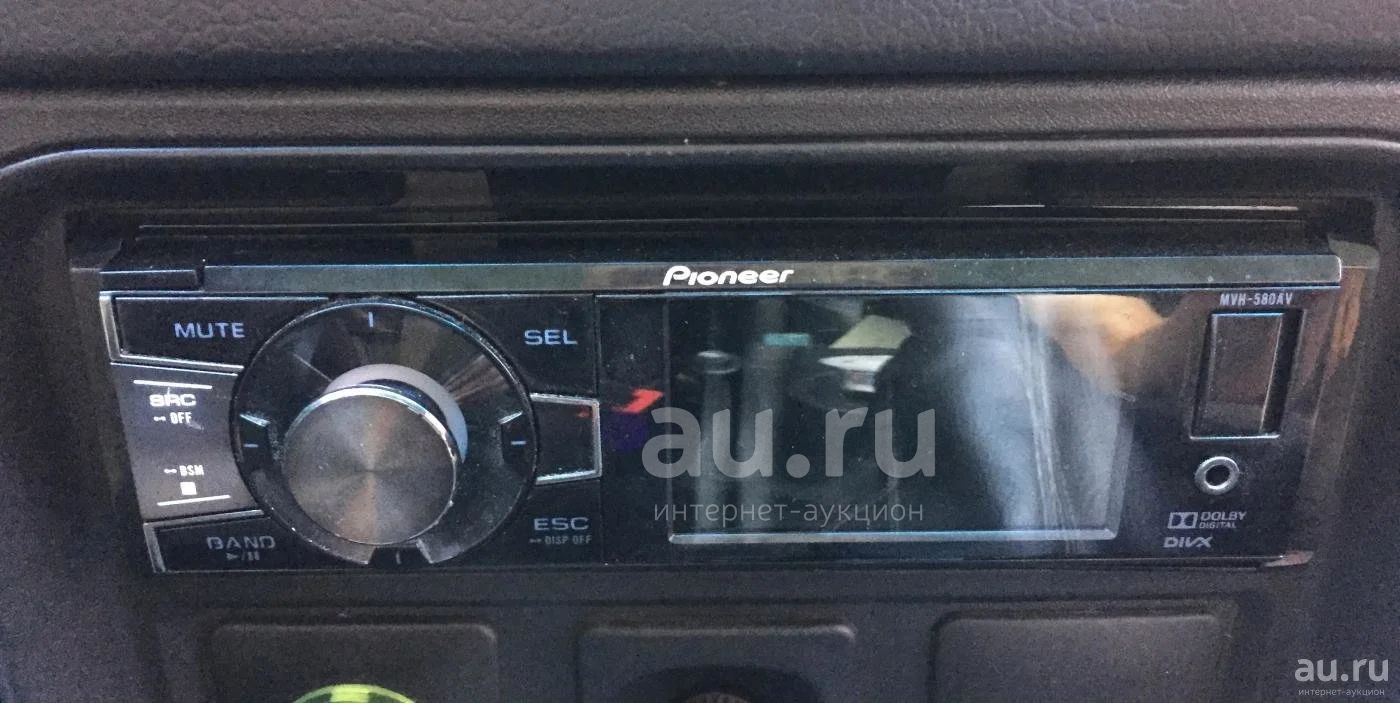 Pioneer
MVH-580AV
MUTE
SEL
SRC
OFF
BSM
BAND
ESC
DISP OFF
DOLBY
DIGITAL
DIVX
au.ru
интернет-аукцион
au.ru
интернет-аукцион